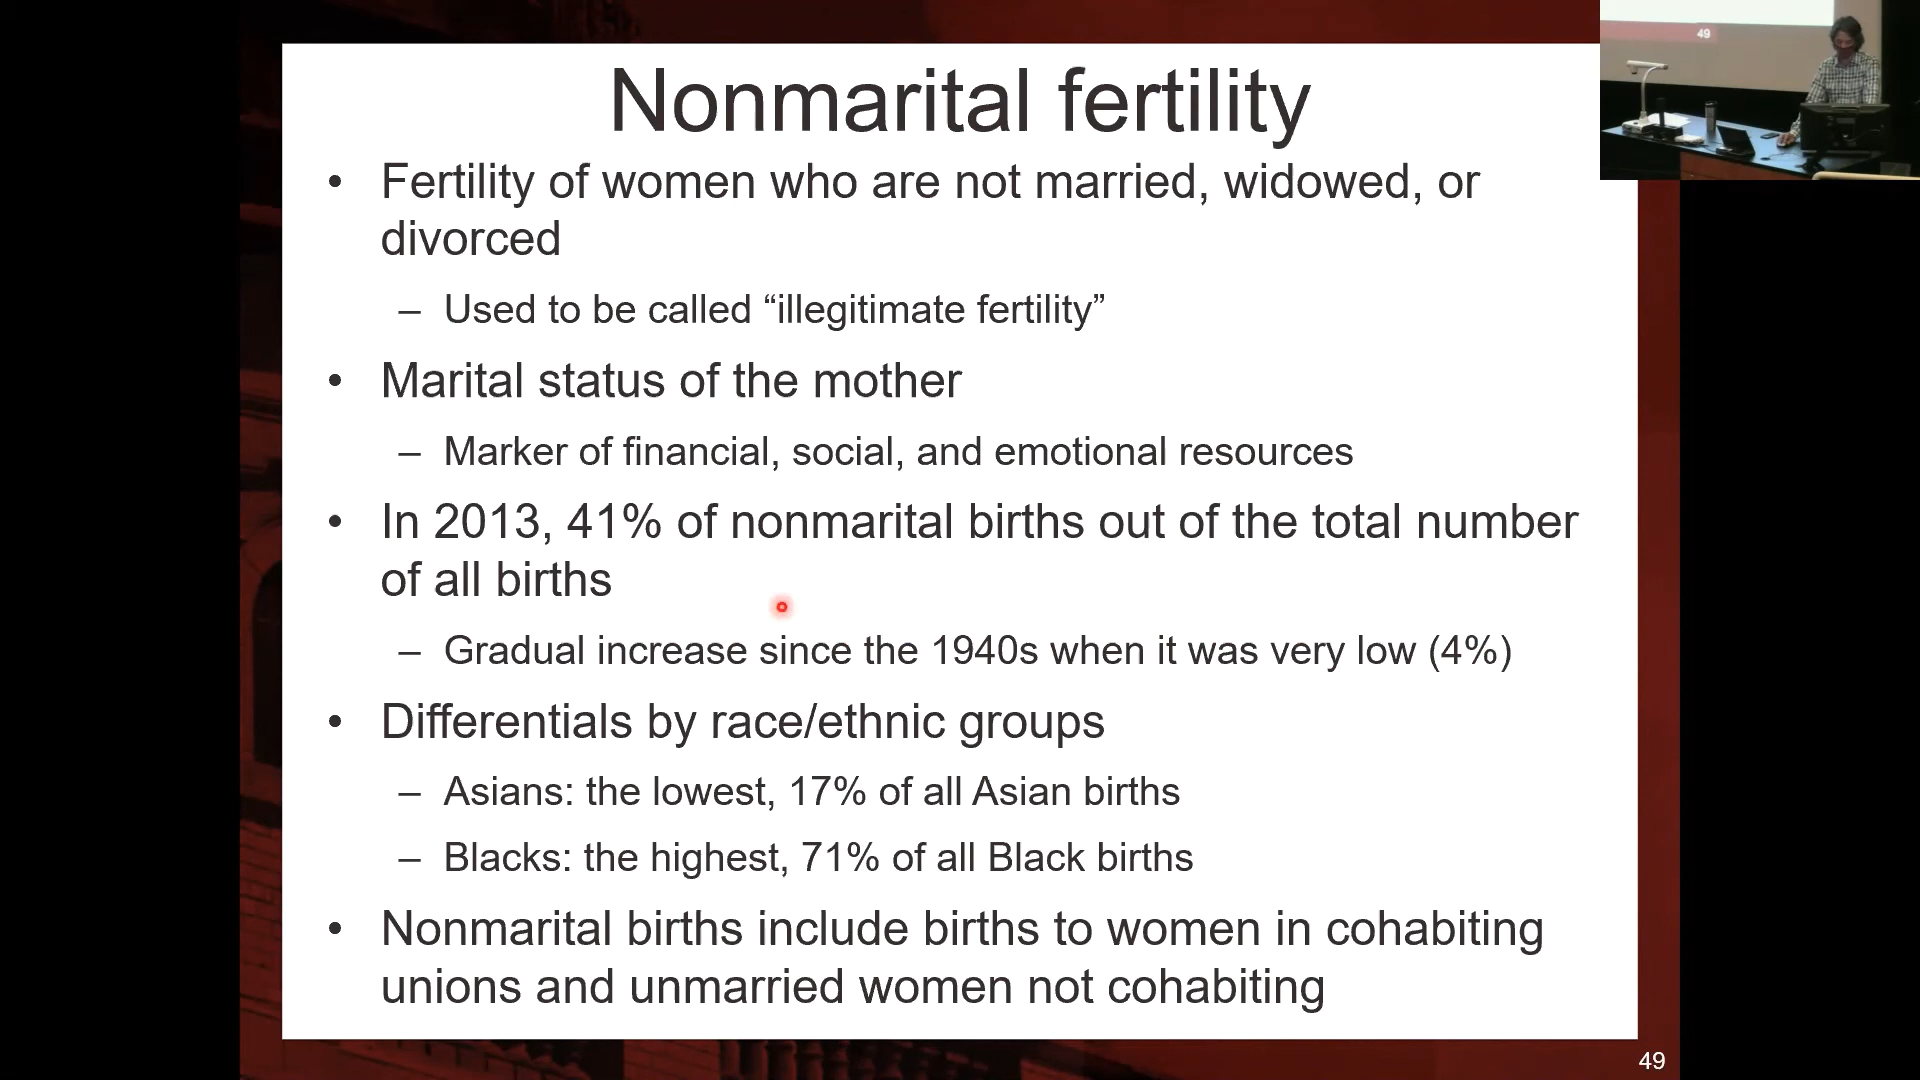 Nonmarital fertility
• Fertility of women who are not married, widowed, or
divorced
– Used to be called “illegitimate fertility”
• Marital status of the mother
– Marker of financial, social, and emotional resources
• In 2013, 41% of nonmarital births out of the total number
of all births
– Gradual increase since the 1940s when it was very low (4%)
• Differentials by race/ethnic groups
– Asians: the lowest, 17% of all Asian births
– Blacks: the highest, 71% of all Black births
• Nonmarital births include births to women in cohabiting
unions and unmarried women not cohabiting
49
49